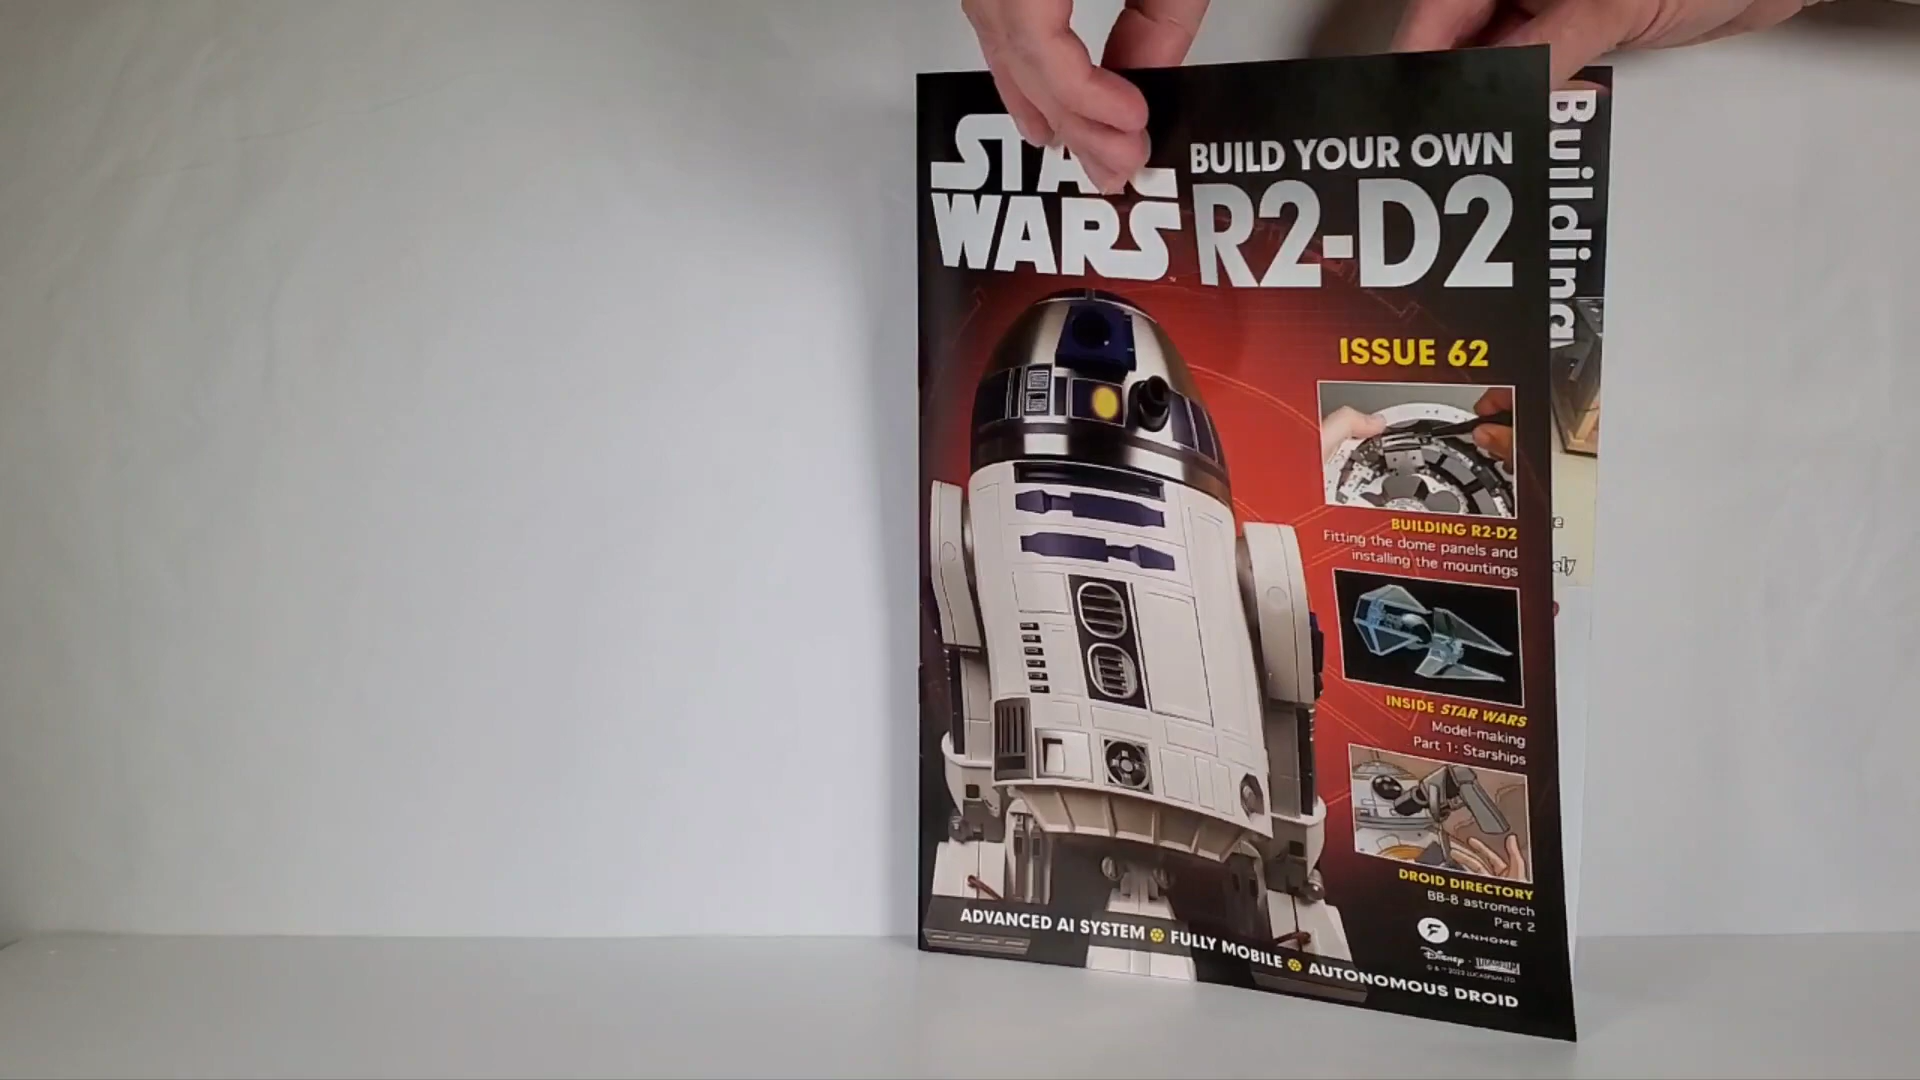 STAR
WARS
BUILD YOUR OWN
R2-D2
ISSUE 62
BUILDING R2-D2
Fitting the dome panels and
installing the mountings
INSIDE STAR WARS
Model-making
Part 1: Starships
DROID DIRECTORY
BB-8 astromech
Part 2
FANHOME
Disney · LUCASFILM
ADVANCED AI SYSTEM FULLY MOBILE AUTONOMOUS DROID
Building